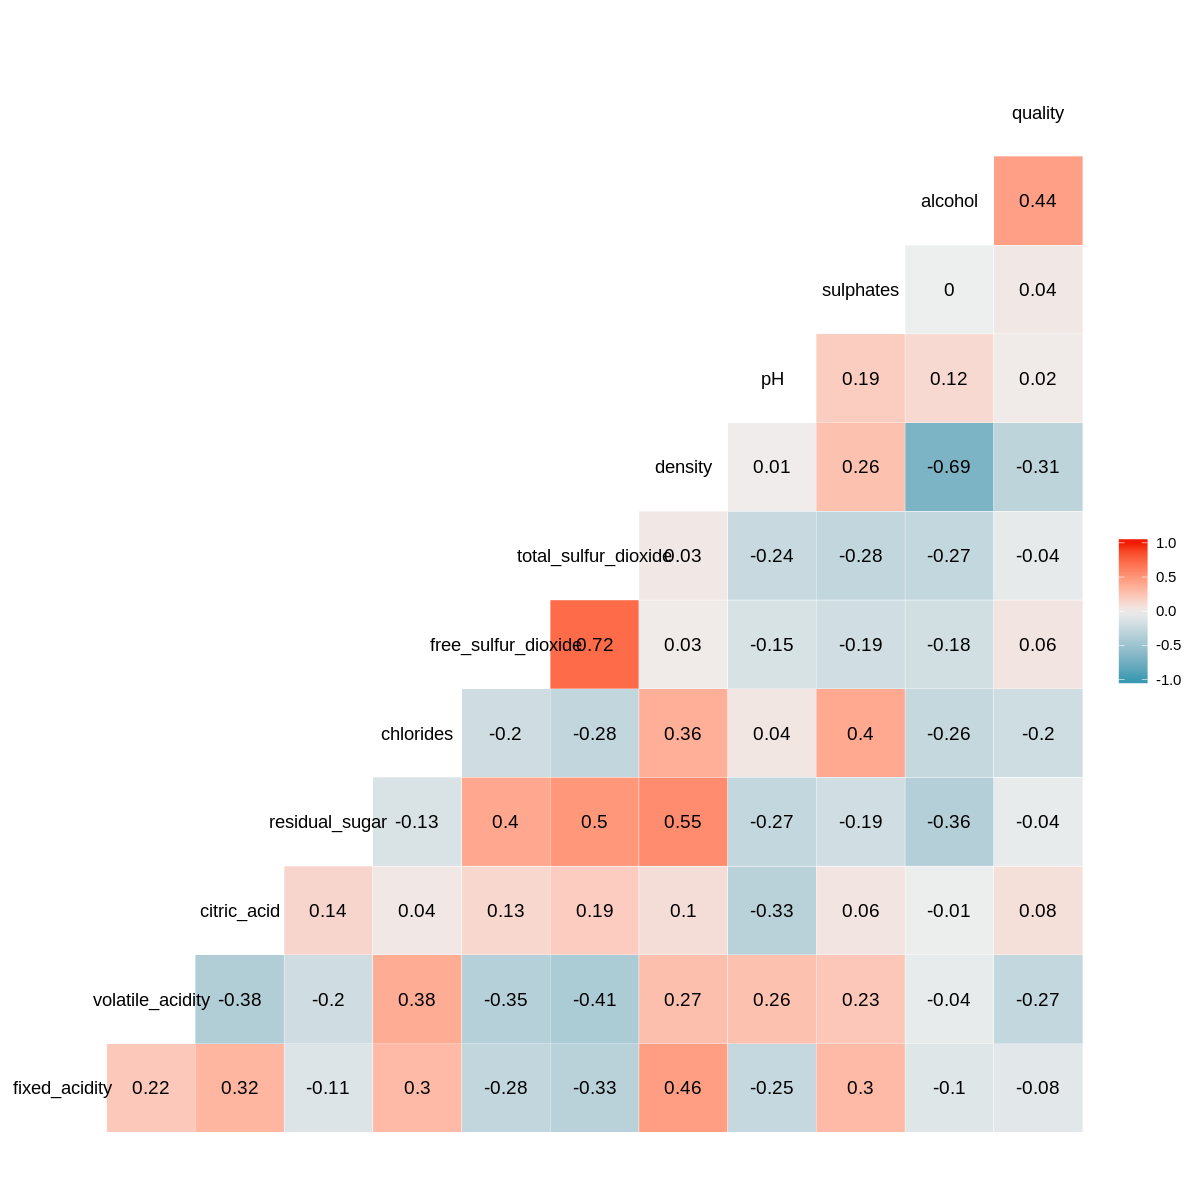 quality
alcohol 0.44
sulphates 0 0.04
pH 0.19 0.12 0.02
density 0.01 0.26 -0.69 -0.31
total_sulfur_dioxide 0.03 -0.24 -0.28 -0.27 -0.04
free_sulfur_dioxide 0.72 0.03 -0.15 -0.19 -0.18 0.06
chlorides -0.2 -0.28 0.36 0.04 0.4 -0.26 -0.2
residual_sugar -0.13 0.4 0.5 0.55 -0.27 -0.19 -0.36 -0.04
citric_acid 0.14 0.04 0.13 0.19 0.1 -0.33 0.06 -0.01 0.08
volatile_acidity -0.38 -0.2 0.38 -0.35 -0.41 0.27 0.26 0.23 -0.04 -0.27
fixed_acidity 0.22 0.32 -0.11 0.3 -0.28 -0.33 0.46 -0.25 0.3 -0.1 -0.08
1.0
0.5
0.0
-0.5
-1.0